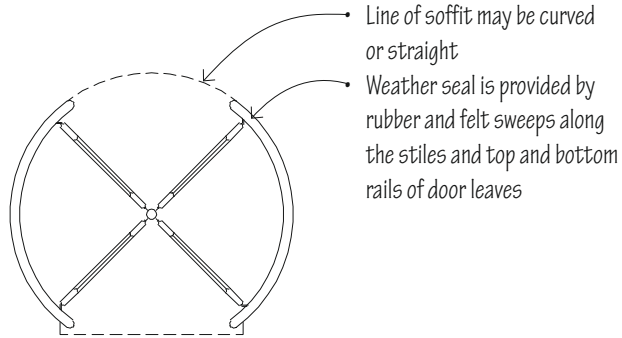 Line of soffit may be curved
or straight
Weather seal is provided by
rubber and felt sweeps along
the stiles and top and bottom
rails of door leaves